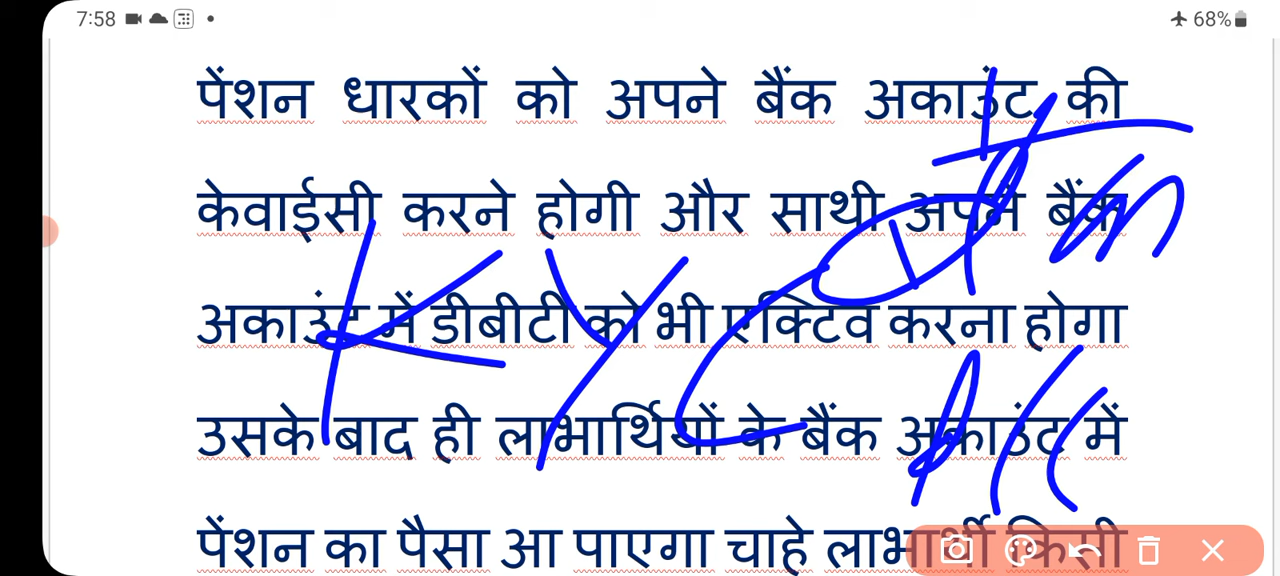 7:58 68%
पेंशन धारकों को अपने बैंक अकाउंट की
केवाईसी करने होगी और साथी अपने बैंक
अकाउंट में डीबीटी को भी एक्टिव करना होगा
उसके बाद ही लाभार्थियों के बैंक अकाउंट में
पेंशन का पैसा आ पाएगा चाहे लाभार्थी किसी
KYC